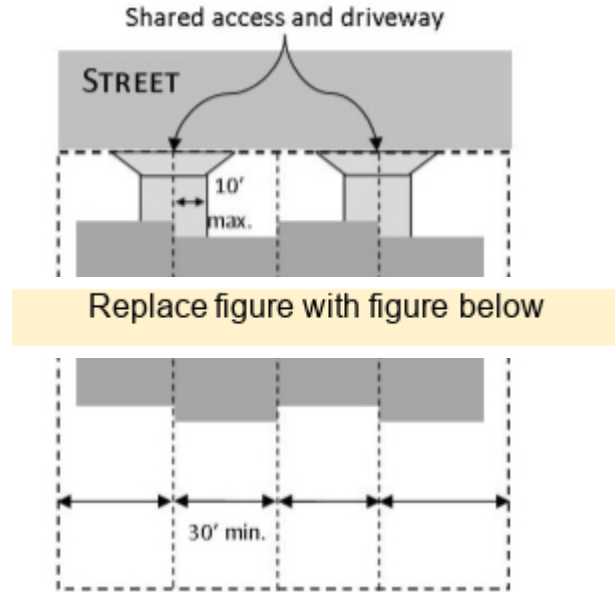 Shared access and driveway
STREET
10′
max.
Replace figure with figure below
30′ min.